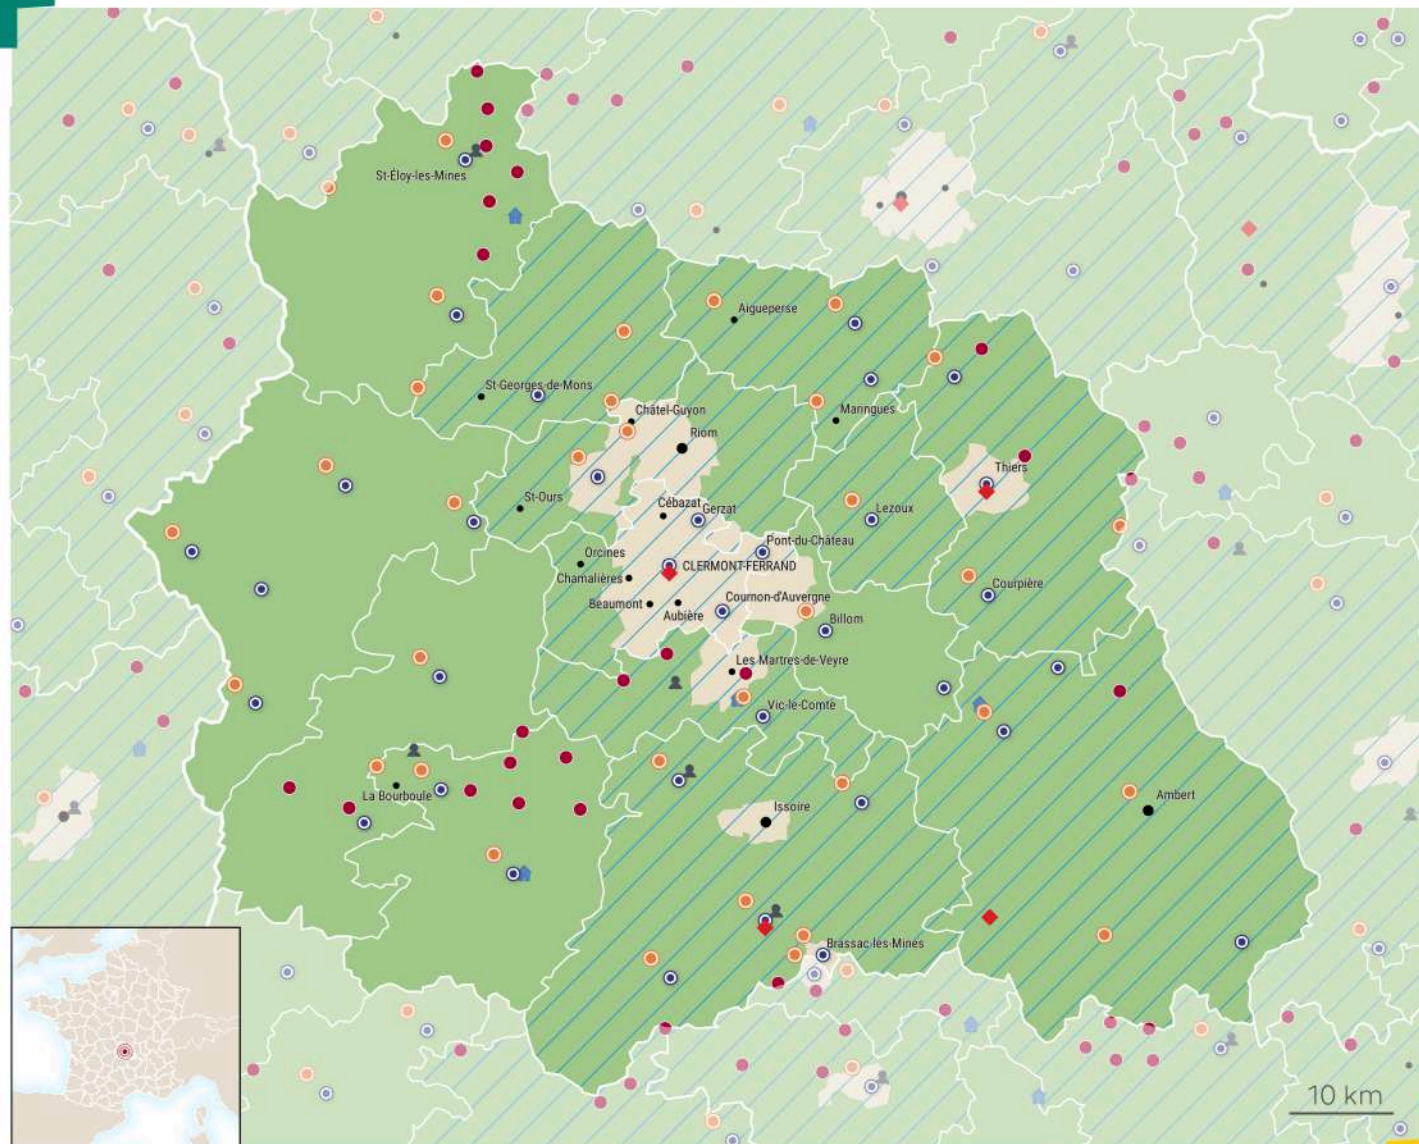 St-Éloy-les-Mines
Aigueperse
St-Georges-de-Mons
Châtel-Guyon
Maringues
Riom
Thiers
St-Ours
Cébazat
Gerzat
Lezoux
Pont-du-Château
Orcines
CLERMONT-FERRAND
Chamalières
Courpière
Beaumont
Cournon-d'Auvergne
Aubière
Billom
Les Martres-de-Veyre
Vic-le-Comte
La Bourboule
Ambert
Issoire
Brassac-les-Mines
10 km